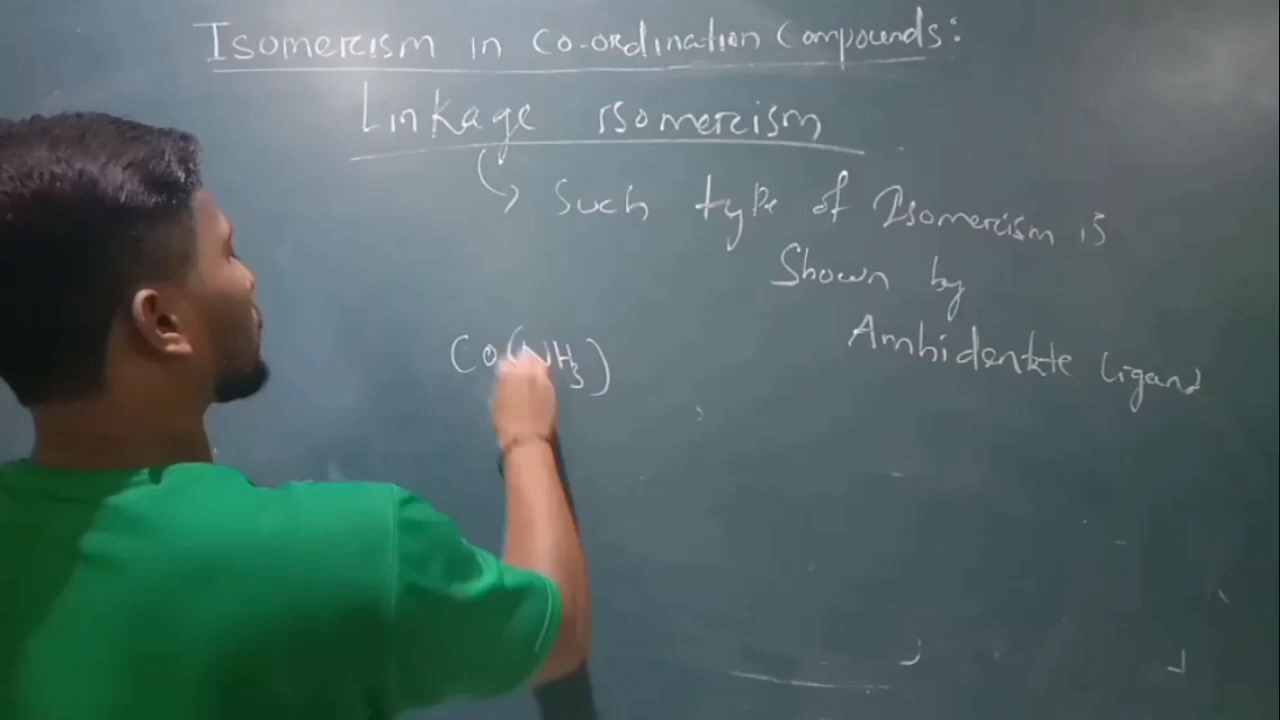 Isomerism in Co-ordination Compounds:
Linkage isomerism
Such type of Isomerism is
Shown by
Ambidentate Ligand
Co(NH3)